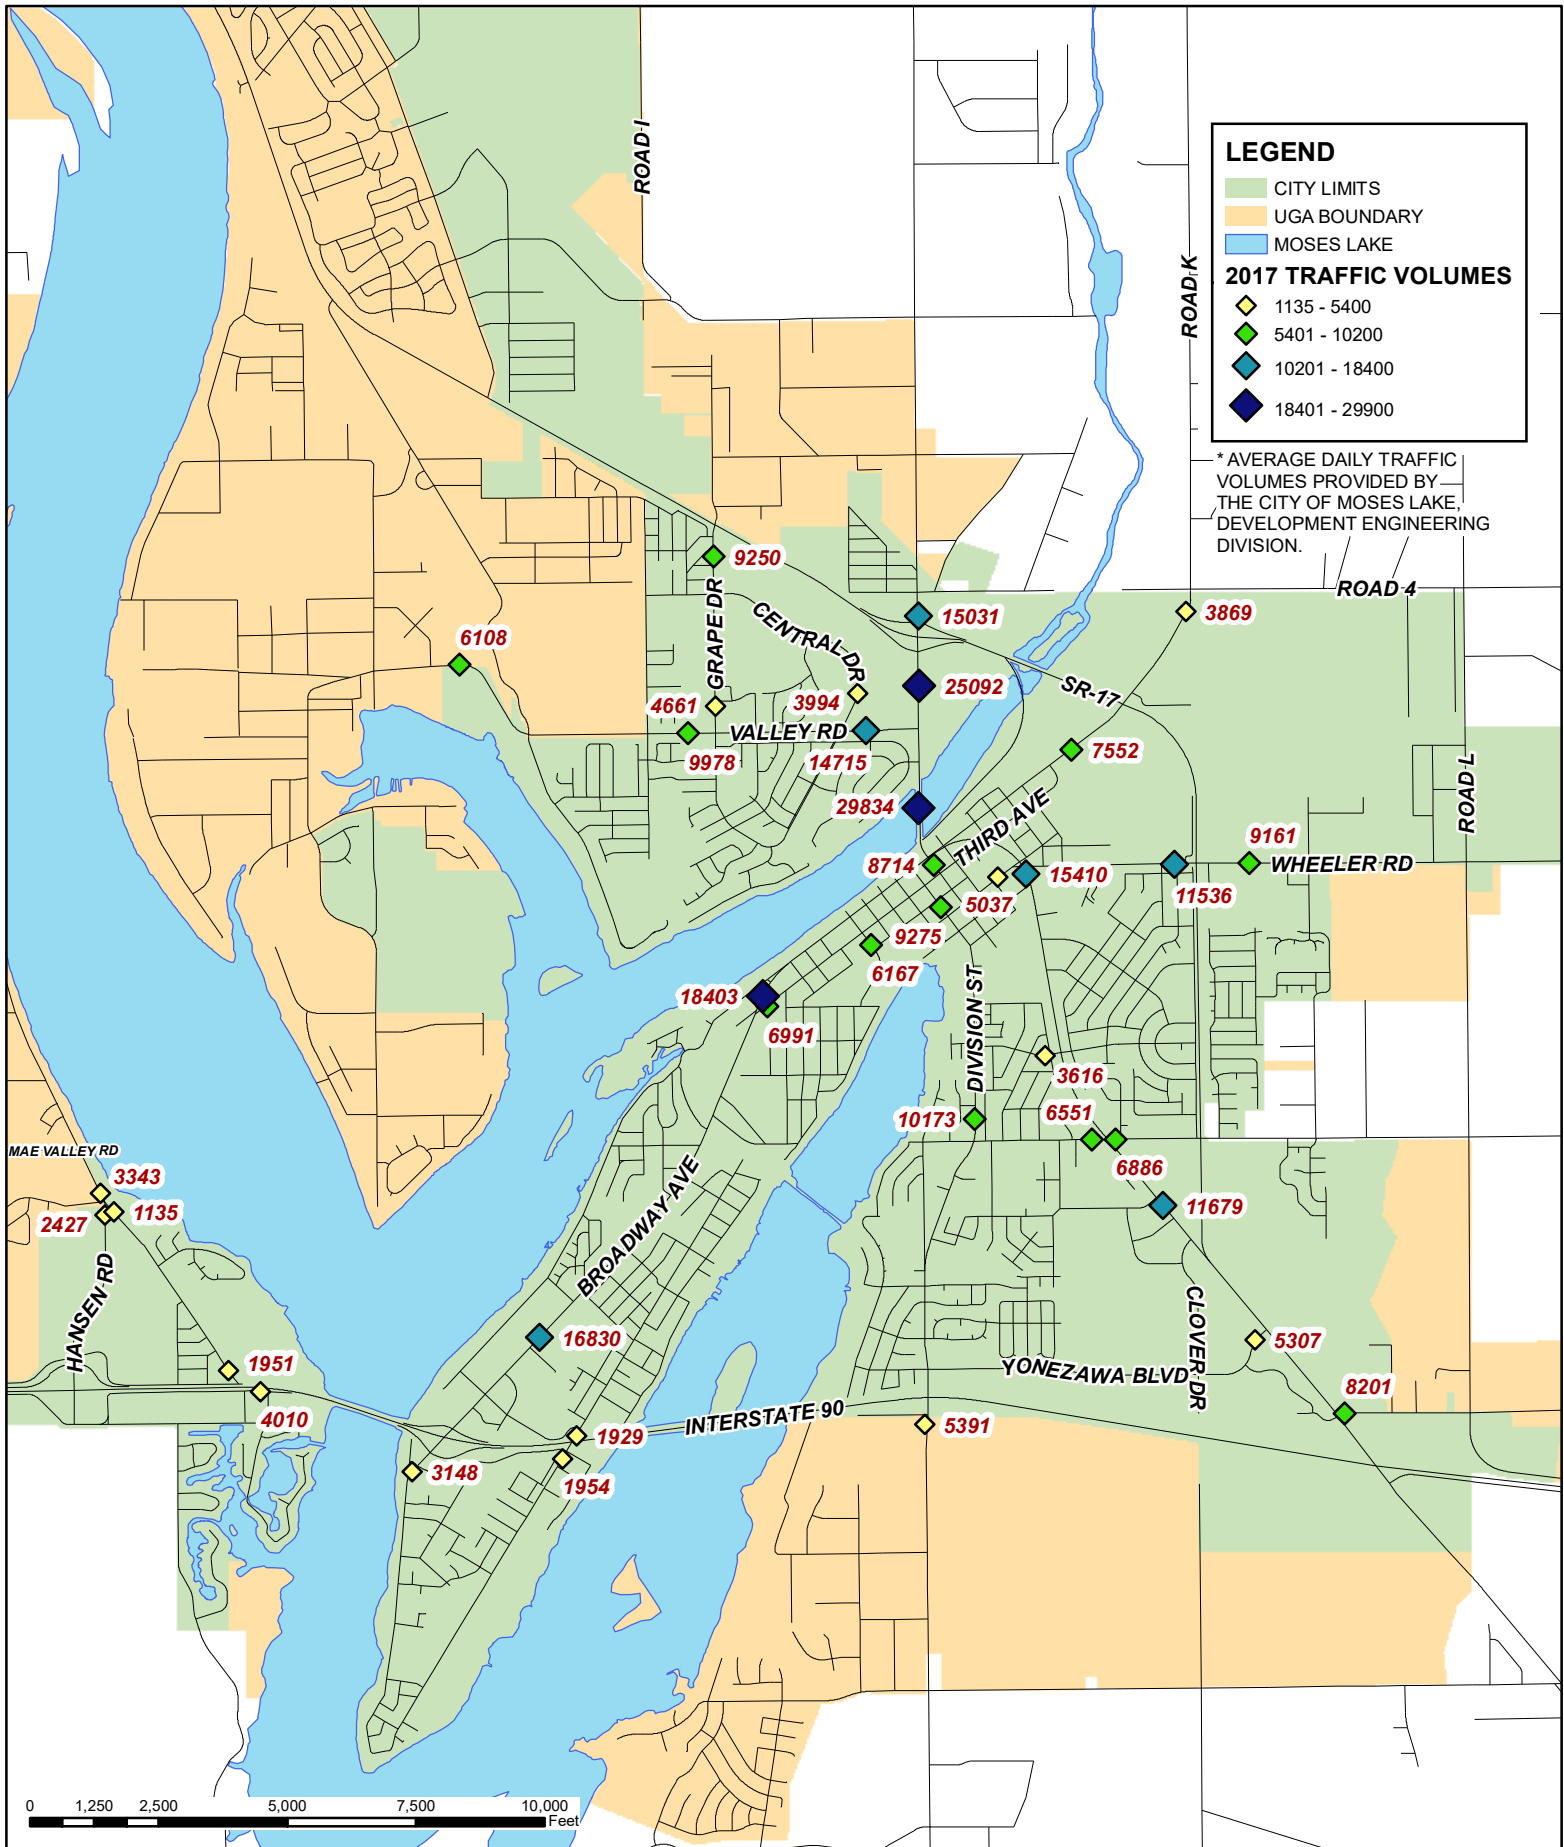 LEGEND
CITY LIMITS
UGA BOUNDARY
MOSES LAKE
2017 TRAFFIC VOLUMES
1135 - 5400
5401 - 10200
10201 - 18400
18401 - 29900
* AVERAGE DAILY TRAFFIC
VOLUMES PROVIDED BY
THE CITY OF MOSES LAKE,
DEVELOPMENT ENGINEERING
DIVISION.
ROAD I
ROAD K
ROAD 4
9250
GRAPE DR
CENTRAL DR
15031
3869
6108
25092
SR-17
4661
3994
VALLEY RD
9978
14715
7552
ROAD L
29834
THIRD AVE
8714
15410
9161
WHEELER RD
11536
5037
9275
6167
DIVISION ST
18403
6991
3616
10173
6551
6886
MAE VALLEY RD
3343
1135
2427
11679
HANSEN RD
BROADWAY AVE
CLOVER DR
16830
5307
1951
YONEZAWA BLVD
8201
4010
INTERSTATE 90
5391
1929
3148
1954
0 1,250 2,500 5,000 7,500 10,000
Feet